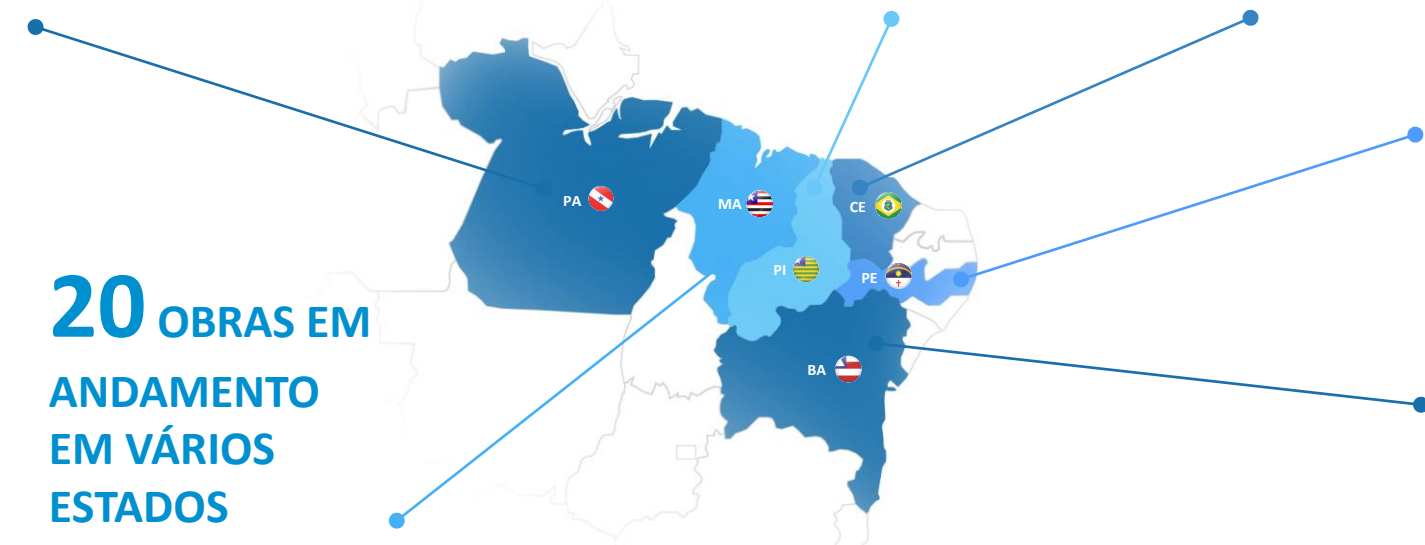 PA
MA
CE
PI
PE
BA
20 OBRAS EM
ANDAMENTO
EM VÁRIOS
ESTADOS